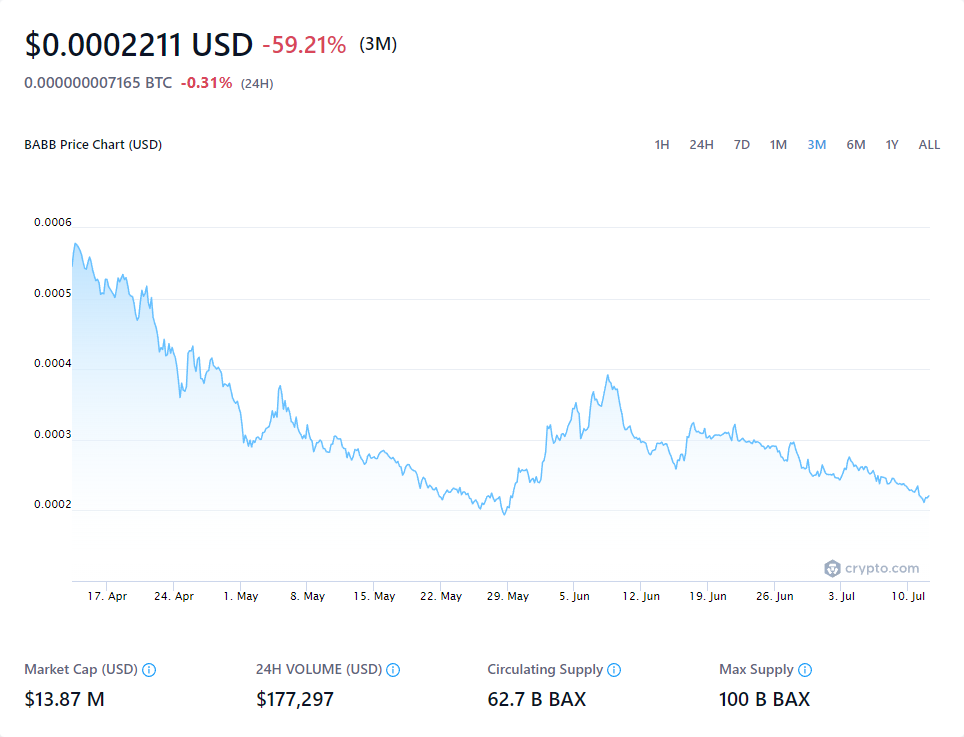 $0.0002211 USD -59.21% (3M)
0.000000007165 BTC -0.31% (24H)
BABB Price Chart (USD) 1H 24H 7D 1M 3M 6M 1Y ALL
0.0006
0.0005
0.0004
0.0003
0.0002
crypto.com
17. Apr 24. Apr 1. May 8. May 15. May 22. May 29. May 5. Jun 12. Jun 19. Jun 26. Jun 3. Jul 10. Jul
Market Cap (USD) 24H VOLUME (USD) Circulating Supply Max Supply
$13.87 M $177,297 62.7 B BAX 100 B BAX